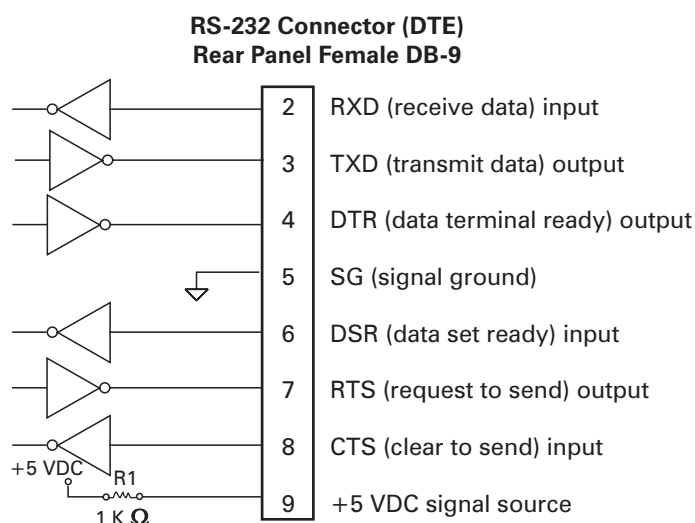 RS-232 Connector (DTE)
Rear Panel Female DB-9
2 RXD (receive data) input
3 TXD (transmit data) output
4 DTR (data terminal ready) output
5 SG (signal ground)
6 DSR (data set ready) input
7 RTS (request to send) output
8 CTS (clear to send) input
+5 VDC
R1
9 +5 VDC signal source
1 K Ω